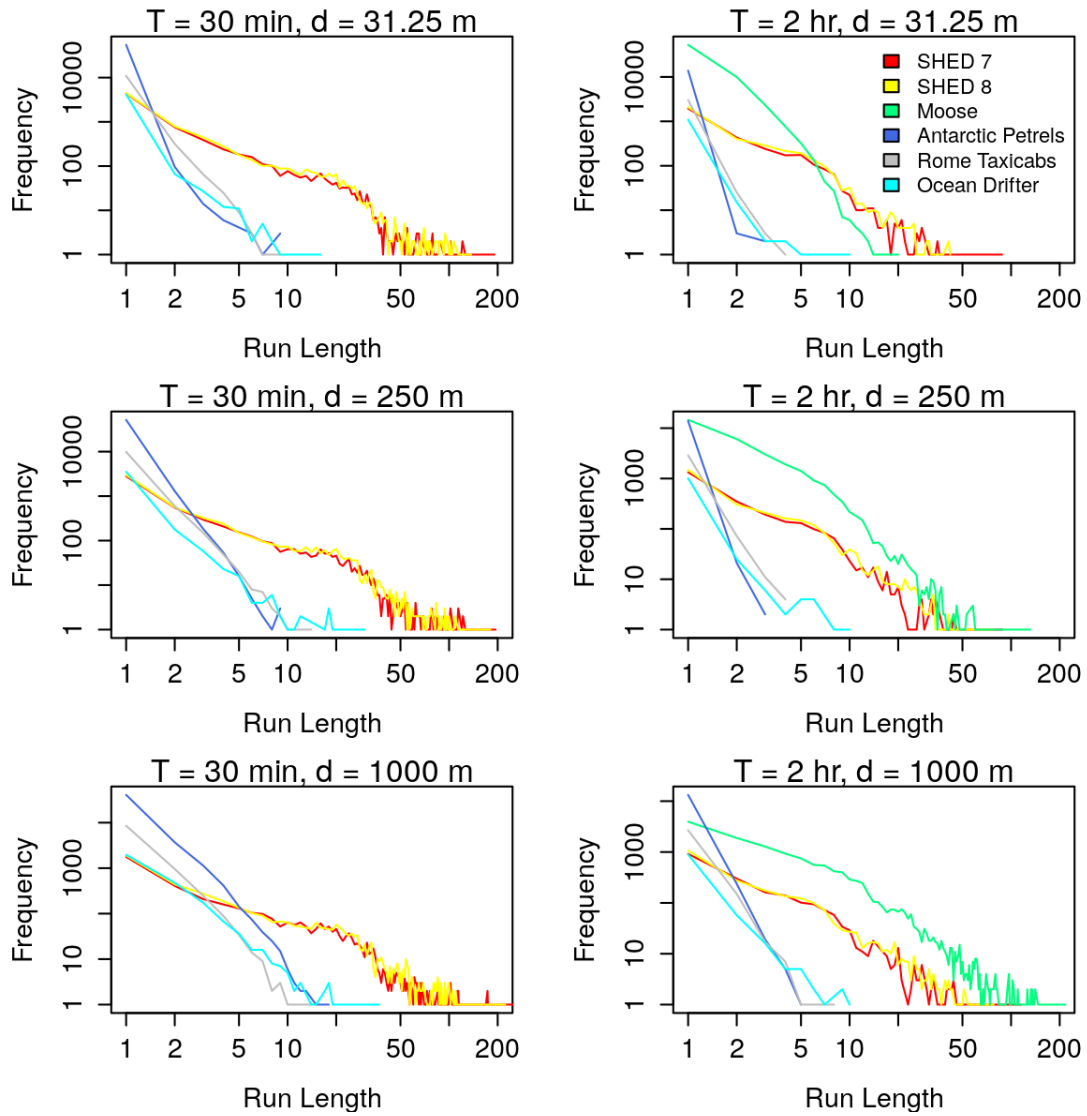 T = 30 min, d = 31.25 m
Frequency
1 100 10000
1 2 5 10 50 200
Run Length
T = 2 hr, d = 31.25 m
Frequency
1 100 10000
SHED 7
SHED 8
Moose
Antarctic Petrels
Rome Taxicabs
Ocean Drifter
1 2 5 10 50 200
Run Length
T = 30 min, d = 250 m
Frequency
1 100 10000
1 2 5 10 50 200
Run Length
T = 2 hr, d = 250 m
Frequency
1 10 1000
1 2 5 10 50 200
Run Length
T = 30 min, d = 1000 m
Frequency
1 10 1000
1 2 5 10 50 200
Run Length
T = 2 hr, d = 1000 m
Frequency
1 10 1000
1 2 5 10 50 200
Run Length